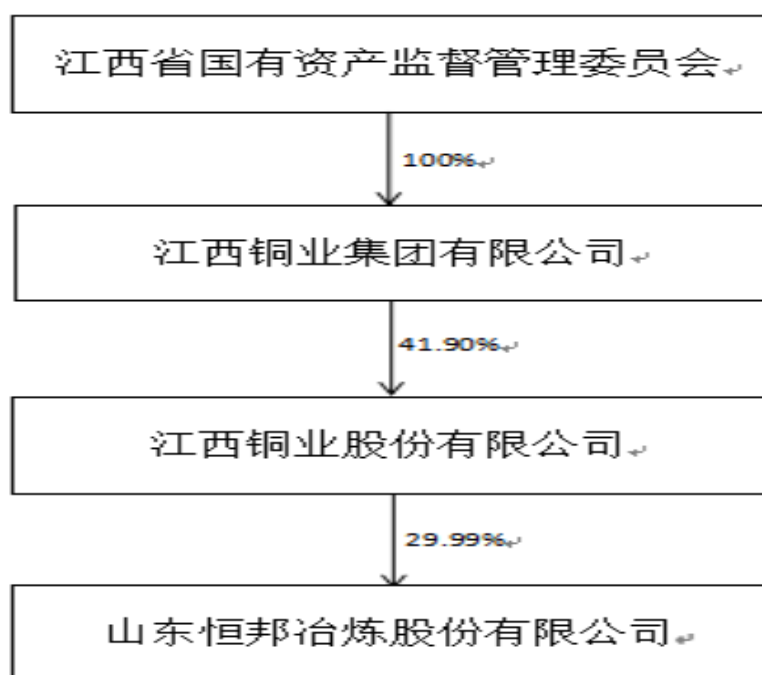 江西省国有资产监督管理委员会
100%
江西铜业集团有限公司
41.90%
江西铜业股份有限公司
29.99%
山东恒邦冶炼股份有限公司